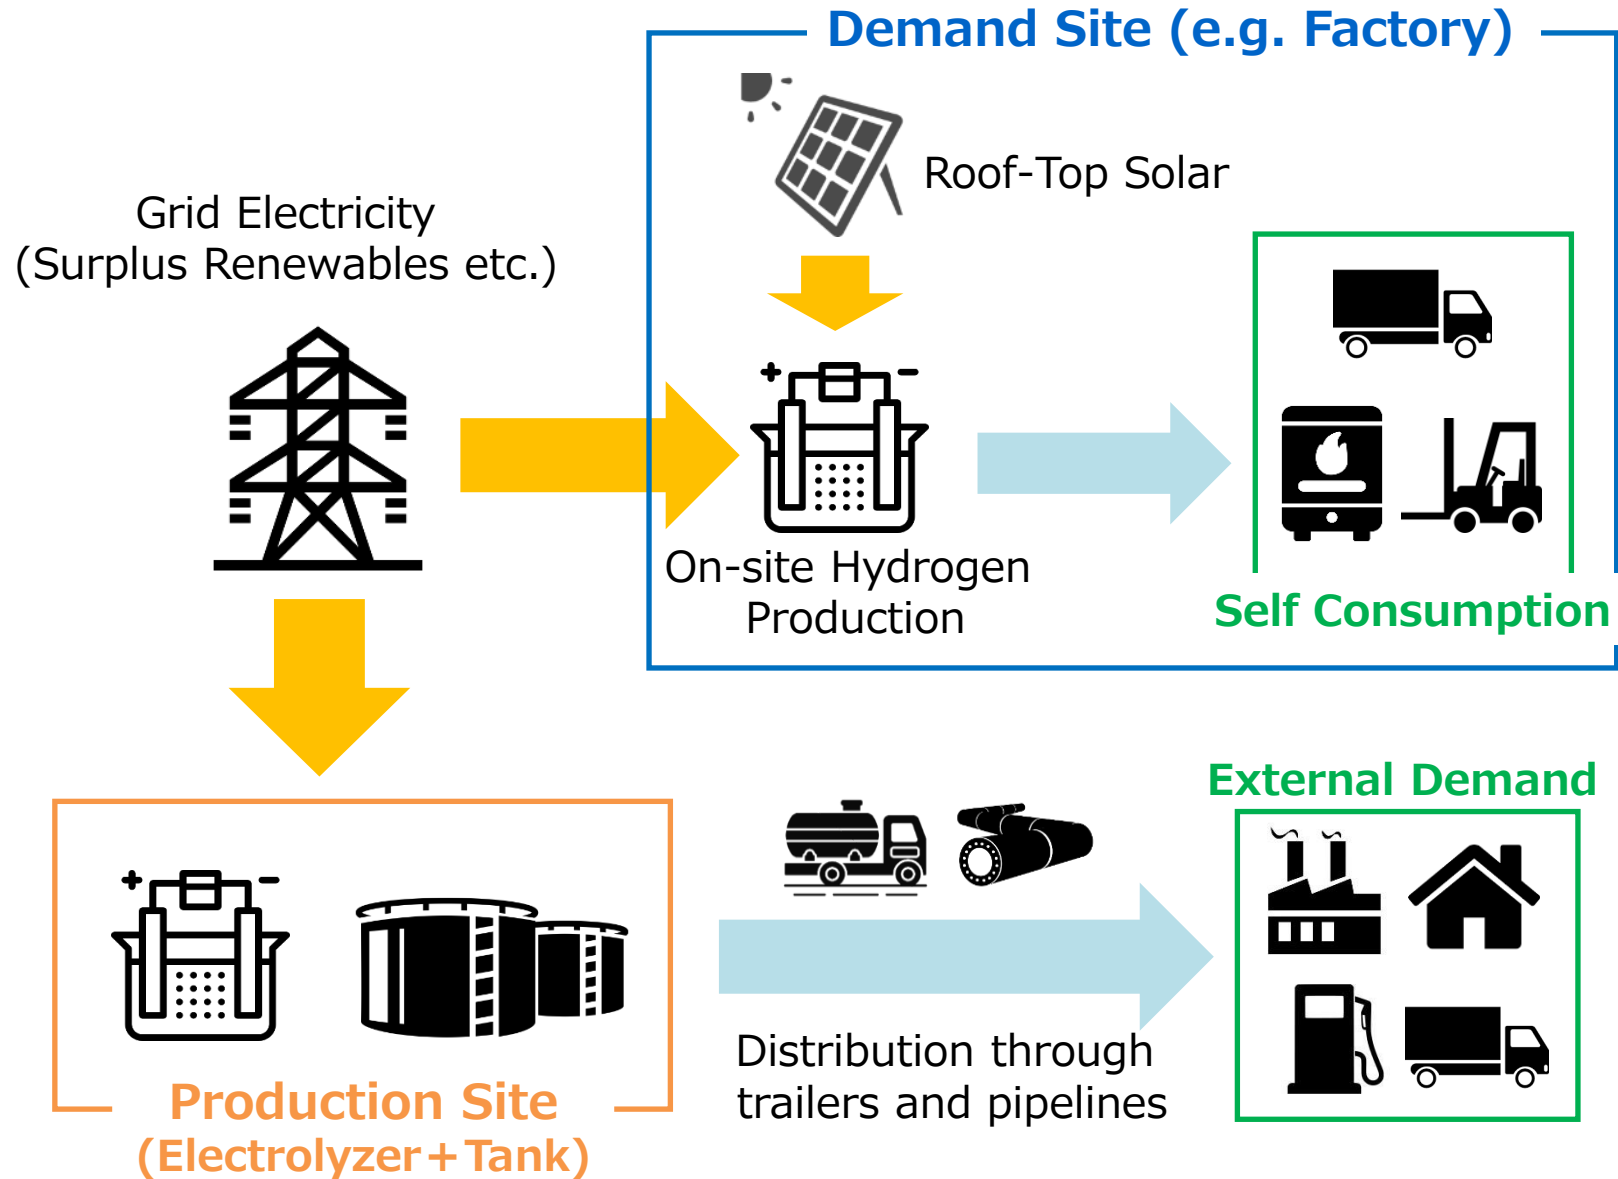 Demand Site (e.g. Factory)
Roof-Top Solar
Grid Electricity
(Surplus Renewables etc.)
On-site Hydrogen
Production
Self Consumption
External Demand
Distribution through
trailers and pipelines
Production Site
(Electrolyzer+Tank)